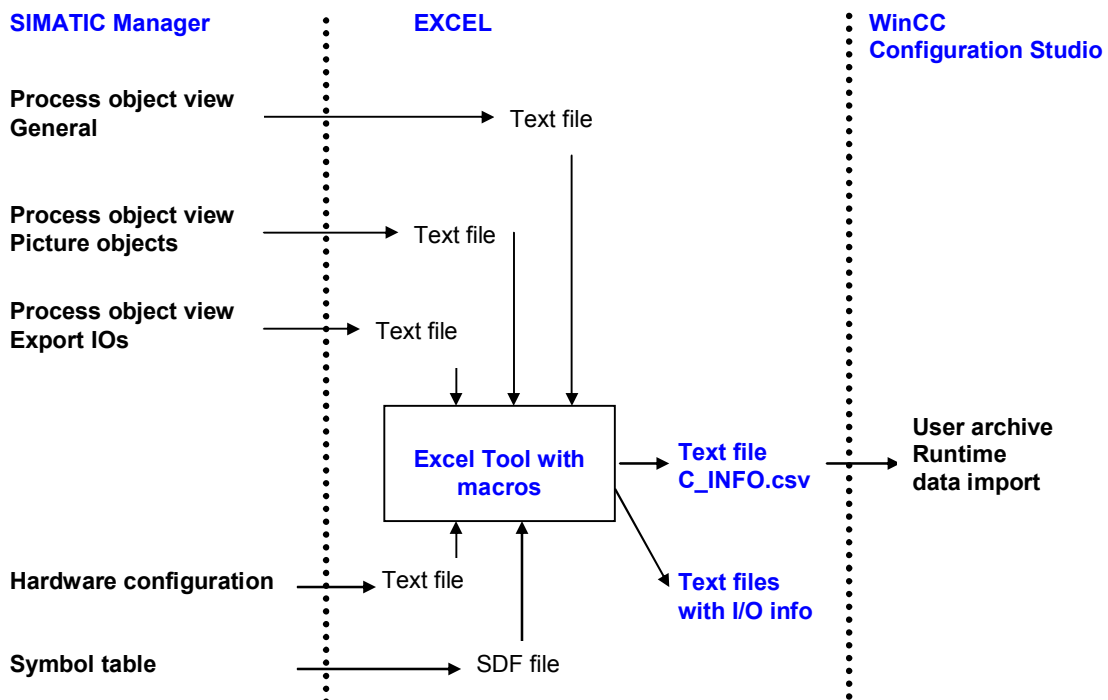 SIMATIC Manager
EXCEL
WinCC
Configuration Studio
Process object view
General
Text file
Process object view
Picture objects
Text file
Process object view
Export IOs
Text file
Excel Tool with
macros
Text file
C_INFO.csv
User archive
Runtime
data import
Hardware configuration
Text file
Text files
with I/O info
Symbol table
SDF file